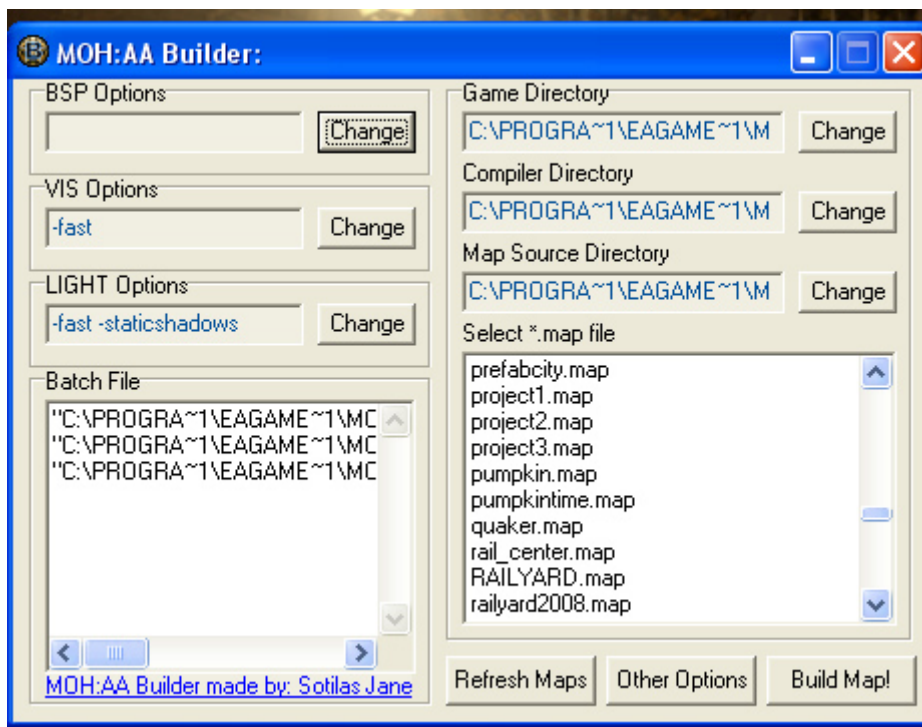 MOH:AA Builder:
BSP Options
Change
VIS Options
-fast
Change
LIGHT Options
-fast -staticshadows
Change
Batch File
"C:\PROGRA~1\EAGAME~1\MC
"C:\PROGRA~1\EAGAME~1\MC
"C:\PROGRA~1\EAGAME~1\MC
MOH:AA Builder made by: Sotilas Jane
Game Directory
C:\PROGRA~1\EAGAME~1\M
Change
Compiler Directory
C:\PROGRA~1\EAGAME~1\M
Change
Map Source Directory
C:\PROGRA~1\EAGAME~1\M
Change
Select *.map file
prefabcity.map
project1.map
project2.map
project3.map
pumpkin.map
pumpkintime.map
quaker.map
rail_center.map
RAILYARD.map
railyard2008.map
Refresh Maps
Other Options
Build Map!